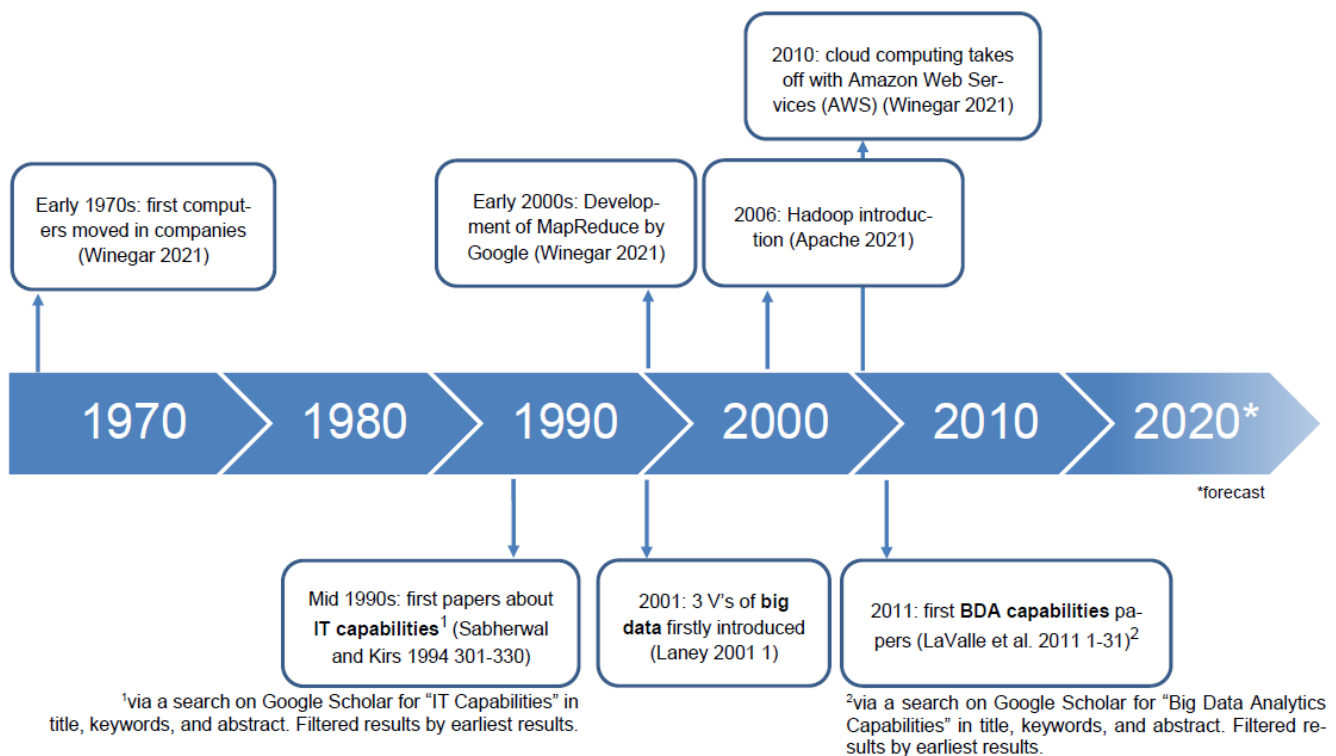 2010: cloud computing takes
off with Amazon Web Ser-
vices (AWS) (Winegar 2021)
Early 1970s: first comput-
ers moved in companies
(Winegar 2021)
Early 2000s: Develop-
ment of MapReduce by
Google (Winegar 2021)
2006: Hadoop introduc-
tion (Apache 2021)
1970
1980
1990
2000
2010
2020*
*forecast
Mid 1990s: first papers about
IT capabilities1 (Sabherwal
and Kirs 1994 301-330)
2001: 3 V's of big
data firstly introduced
(Laney 2001 1)
2011: first BDA capabilities pa-
pers (LaValle et al. 2011 1-31)2
1via a search on Google Scholar for “IT Capabilities” in
title, keywords, and abstract. Filtered results by earliest results.
2via a search on Google Scholar for “Big Data Analytics
Capabilities” in title, keywords, and abstract. Filtered re-
sults by earliest results.